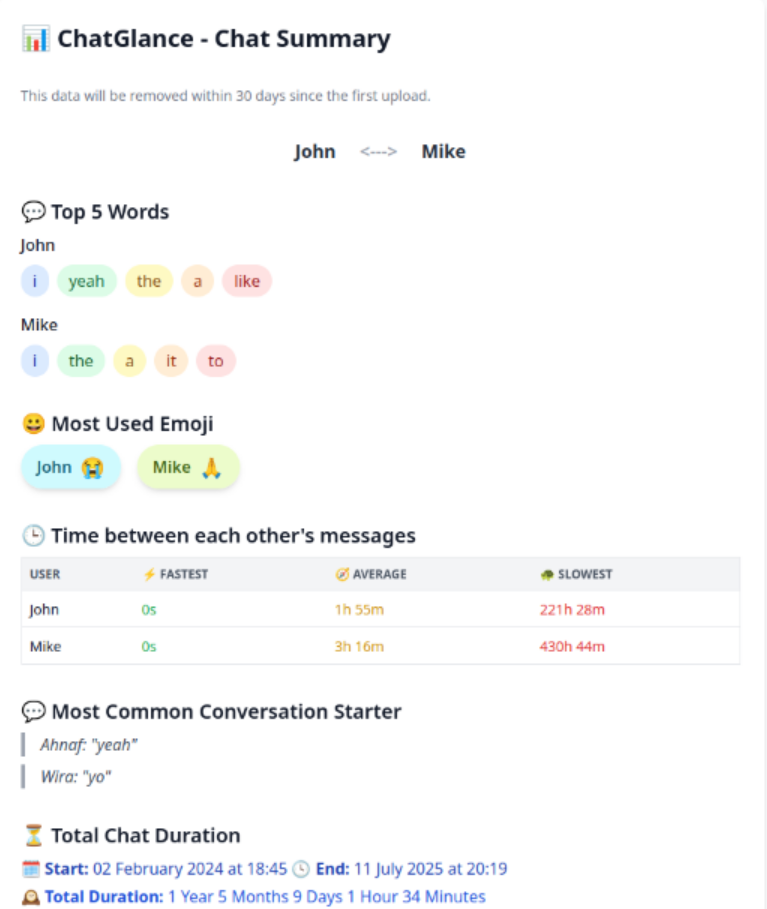 📊 ChatGlance - Chat Summary
This data will be removed within 30 days since the first upload.
John <---> Mike
💬 Top 5 Words
John
i yeah the a like
Mike
i the a it to
😀 Most Used Emoji
John 😭 Mike 🙏
🕒 Time between each other's messages
USER ⚡ FASTEST 🧭 AVERAGE 🐢 SLOWEST
John 0s 1h 55m 221h 28m
Mike 0s 3h 16m 430h 44m
💬 Most Common Conversation Starter
Ahnaf: "yeah"
Wira: "yo"
⏳ Total Chat Duration
🗓️ Start: 02 February 2024 at 18:45 🕓 End: 11 July 2025 at 20:19
🕰️ Total Duration: 1 Year 5 Months 9 Days 1 Hour 34 Minutes